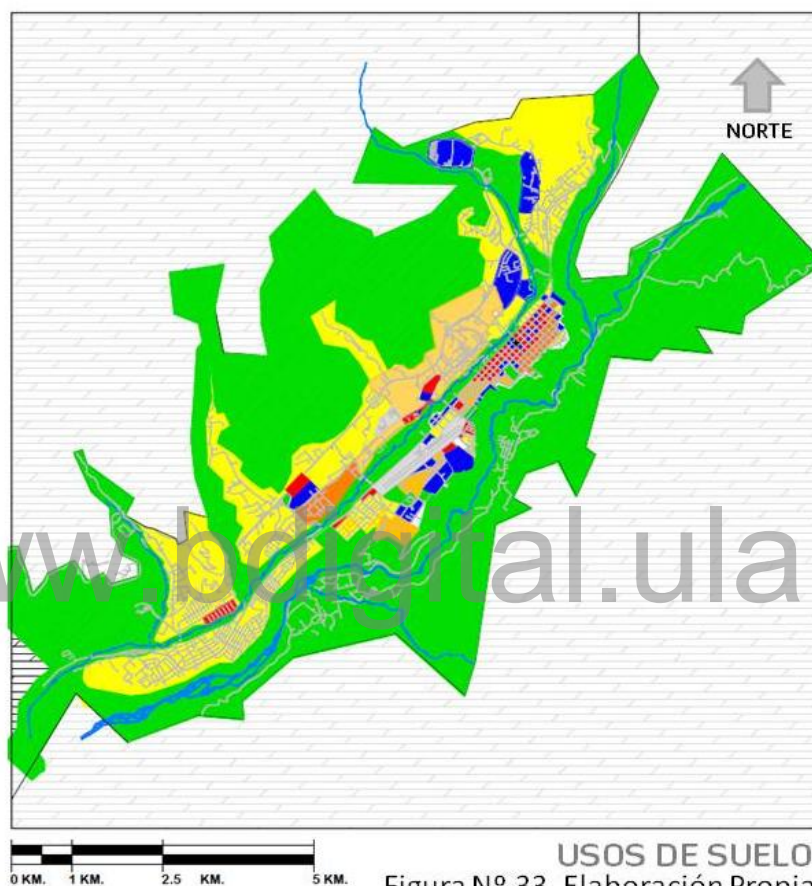 NORTE
www.bdigital.ula
0 KM. 1 KM. 2.5 KM. 5 KM.
USOS DE SUELO
Figura Nº 33. Elaboración Propia